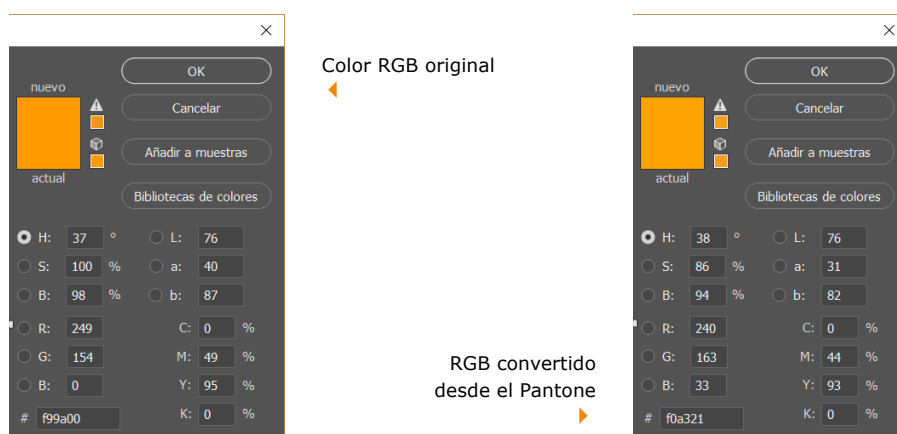 nuevo
OK
Cancelar
Añadir a muestras
actual
Bibliotecas de colores
H: 37 ° L: 76
S: 100 % a: 40
B: 98 % b: 87
R: 249 C: 0 %
G: 154 M: 49 %
B: 0 Y: 95 %
# f99a00 K: 0 %
Color RGB original
RGB convertido
desde el Pantone
nuevo
OK
Cancelar
Añadir a muestras
actual
Bibliotecas de colores
H: 38 ° L: 76
S: 86 % a: 31
B: 94 % b: 82
R: 240 C: 0 %
G: 163 M: 44 %
B: 33 Y: 93 %
# f0a321 K: 0 %